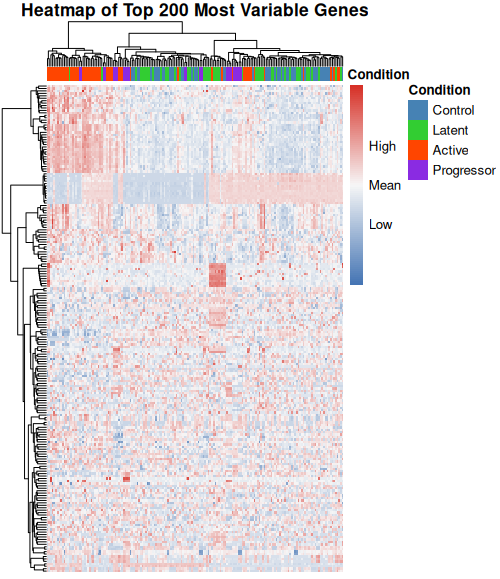 Heatmap of Top 200 Most Variable Genes
Condition
High
Mean
Low
Condition
Control
Latent
Active
Progressor